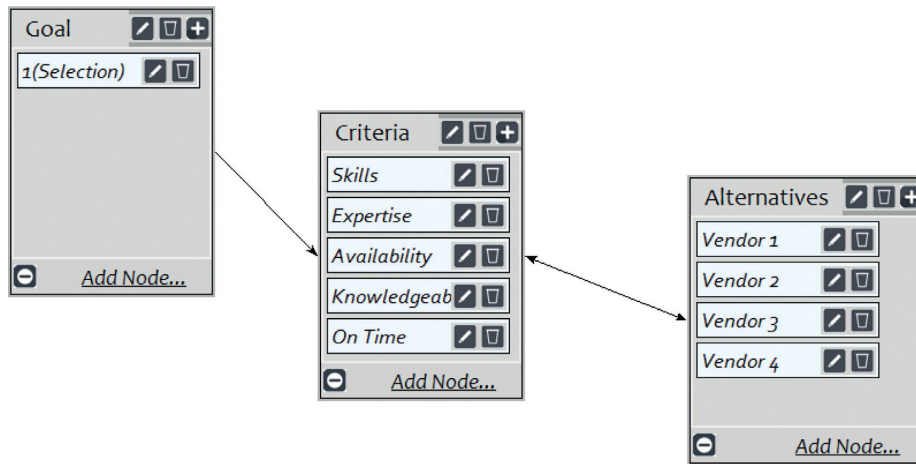 Goal
1(Selection)
Add Node...
Criteria
Skills
Expertise
Availability
Knowledgeab
On Time
Add Node...
Alternatives
Vendor 1
Vendor 2
Vendor 3
Vendor 4
Add Node...